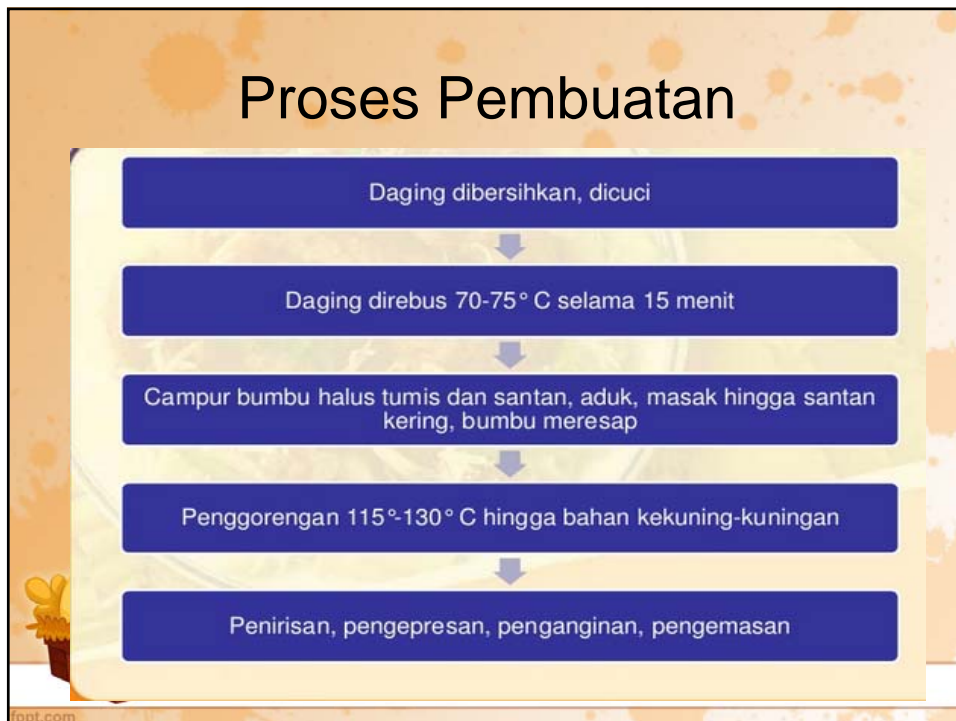 Proses Pembuatan
Daging dibersihkan, dicuci
Daging direbus 70-75° C selama 15 menit
Campur bumbu halus tumis dan santan, aduk, masak hingga santan
kering, bumbu meresap
Penggorengan 115°-130° C hingga bahan kekuning-kuningan
Penirisan, pengepresan, penganginan, pengemasan
fppt.com